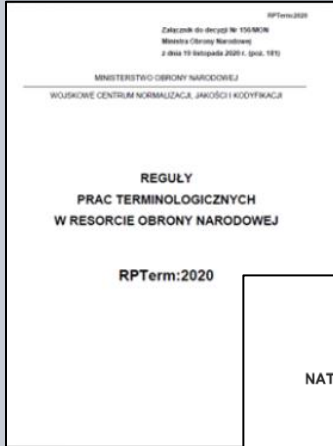 RPTerm:2020
Załącznik do decyzji Nr 150/MON
Ministra Obrony Narodowej
z dnia 19 listopada 2020 r. (poz. 181)
MINISTERSTWO OBRONY NARODOWEJ
WOJSKOWE CENTRUM NORMALIZACJI, JAKOŚCI I KODYFIKACJI
REGUŁY
PRAC TERMINOLOGICZNYCH
W RESORCIE OBRONY NARODOWEJ
RPTerm:2020
NAT